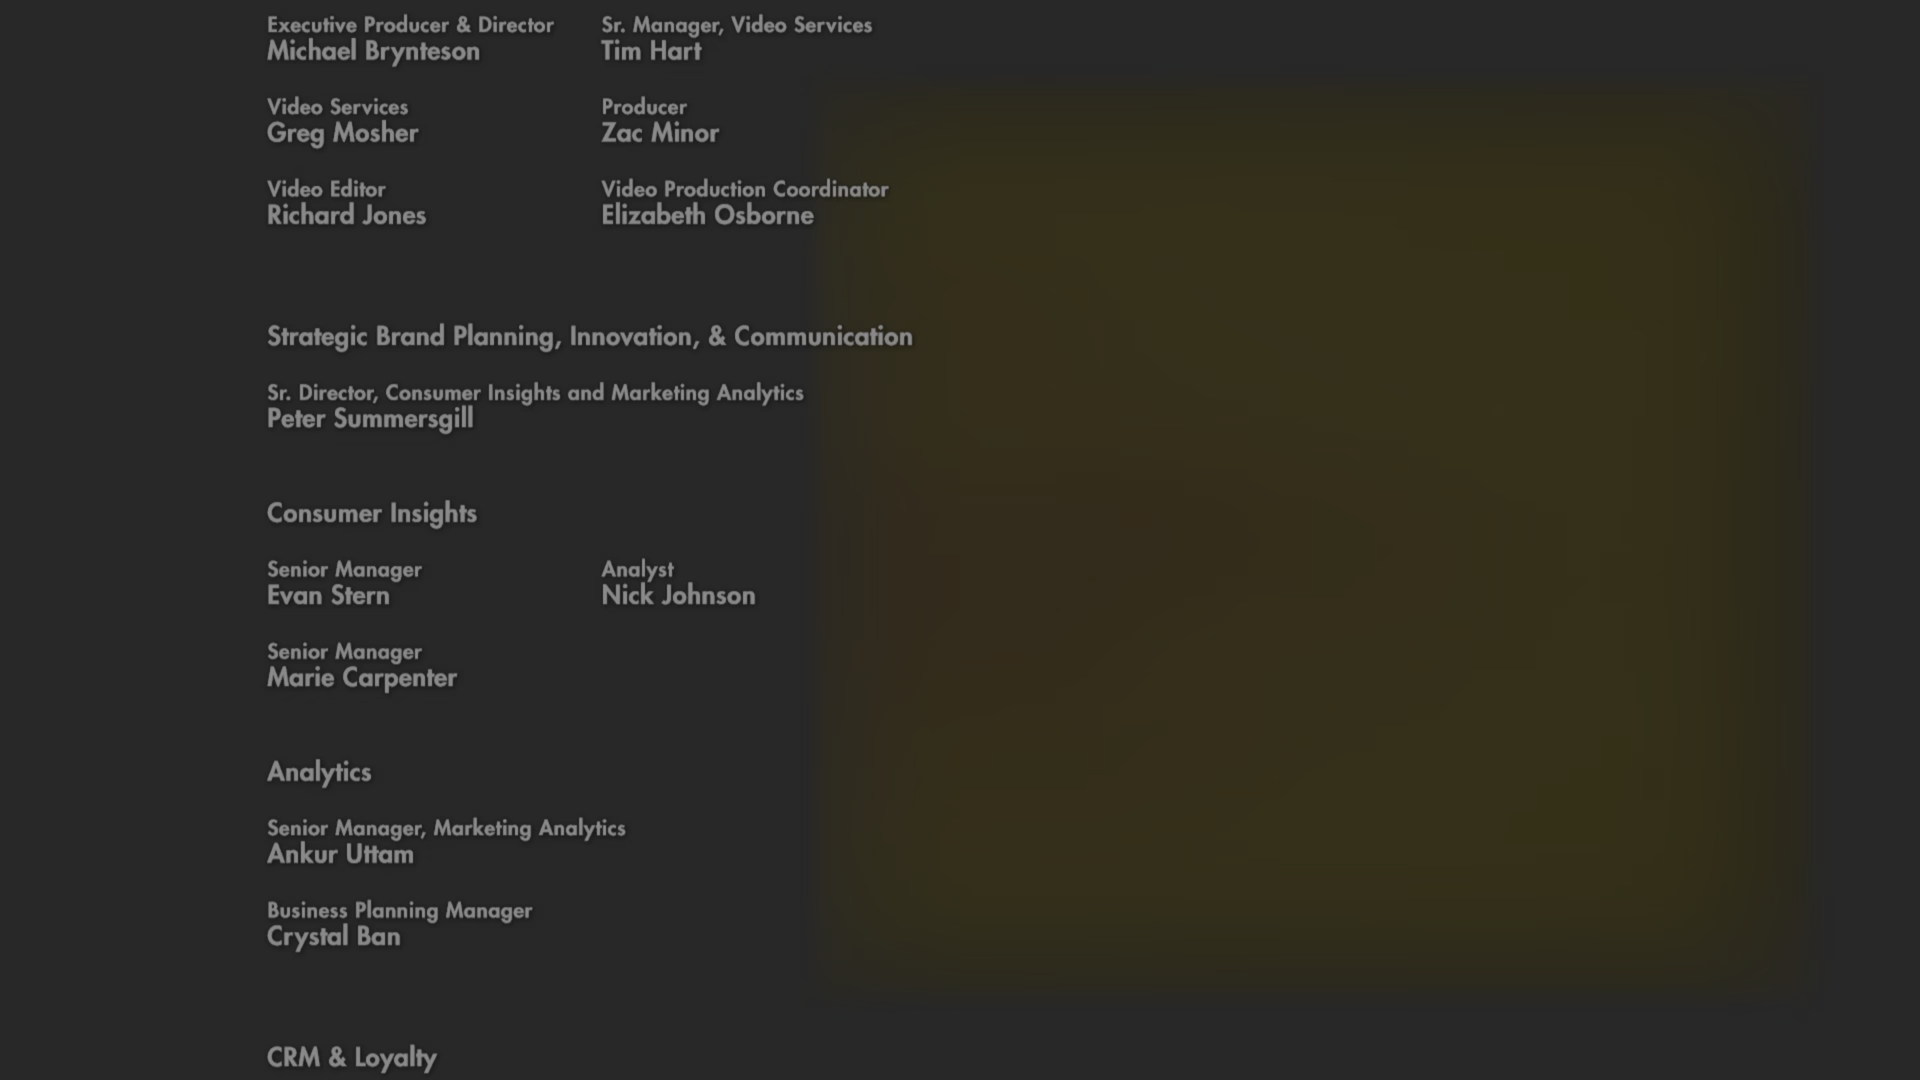 Executive Producer & Director
Michael Brynteson
Sr. Manager, Video Services
Tim Hart
Video Services
Greg Mosher
Producer
Zac Minor
Video Editor
Richard Jones
Video Production Coordinator
Elizabeth Osborne
Strategic Brand Planning, Innovation, & Communication
Sr. Director, Consumer Insights and Marketing Analytics
Peter Summersgill
Consumer Insights
Senior Manager
Evan Stern
Analyst
Nick Johnson
Senior Manager
Marie Carpenter
Analytics
Senior Manager, Marketing Analytics
Ankur Uttam
Business Planning Manager
Crystal Ban
CRM & Loyalty